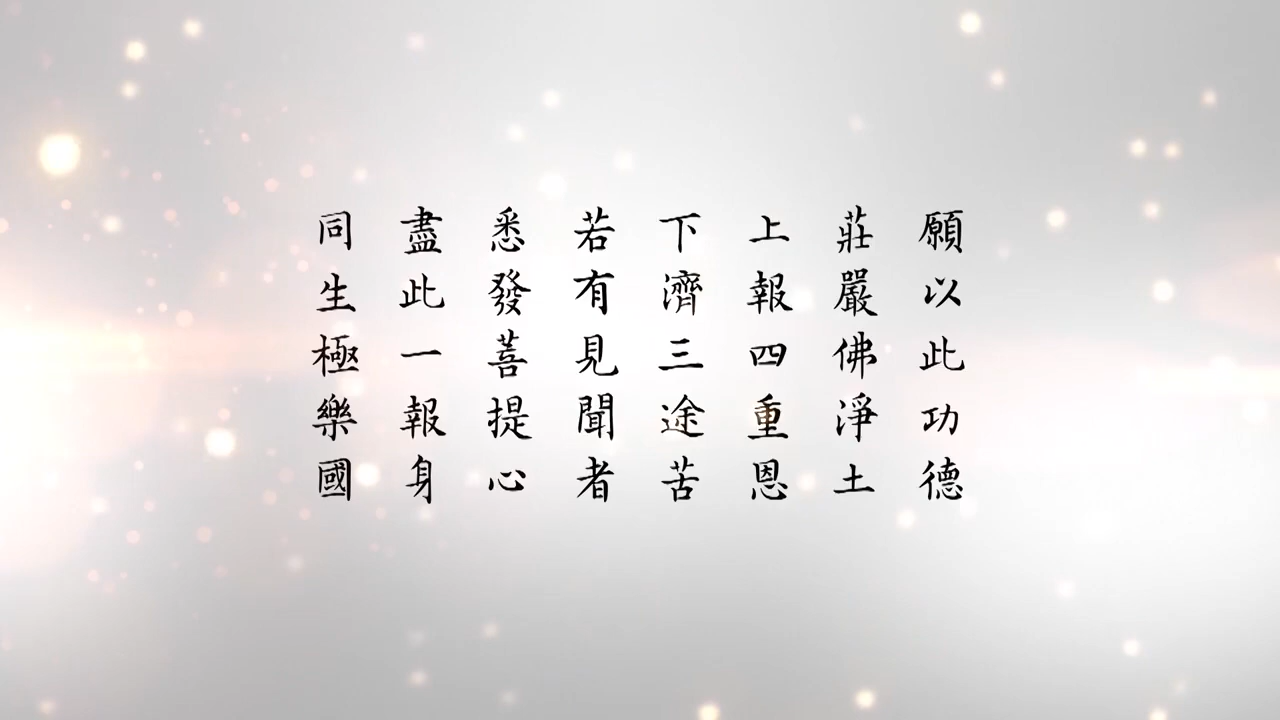 願以此功德
莊嚴佛淨土
上報四重恩
下濟三途苦
若有見聞者
悉發菩提心
盡此一報身
同生極樂國